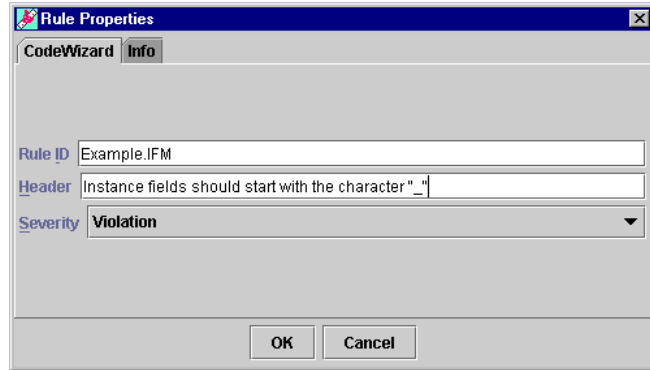 Rule Properties
CodeWizard Info
Rule ID Example.IFM
Header Instance fields should start with the character "_"
Severity Violation
OK Cancel